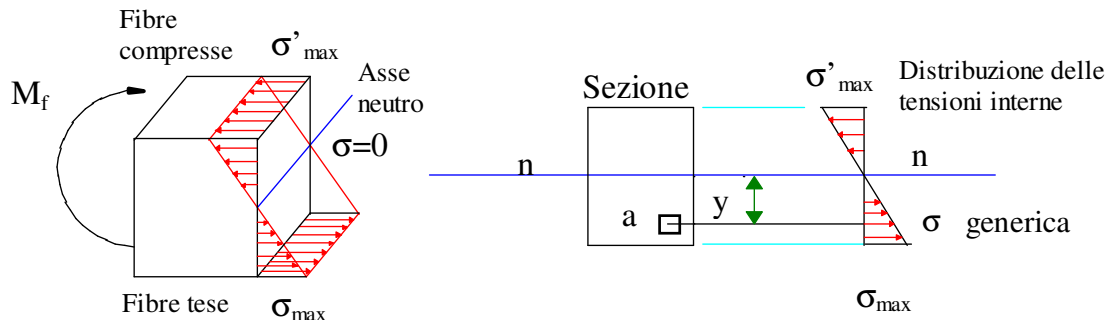 Fibre
compresse
σ’max
Asse
neutro
Mf
σ=0
Fibre tese
σmax
Sezione
σ’max
Distribuzione delle
tensioni interne
n
n
a
y
σ generica
σmax